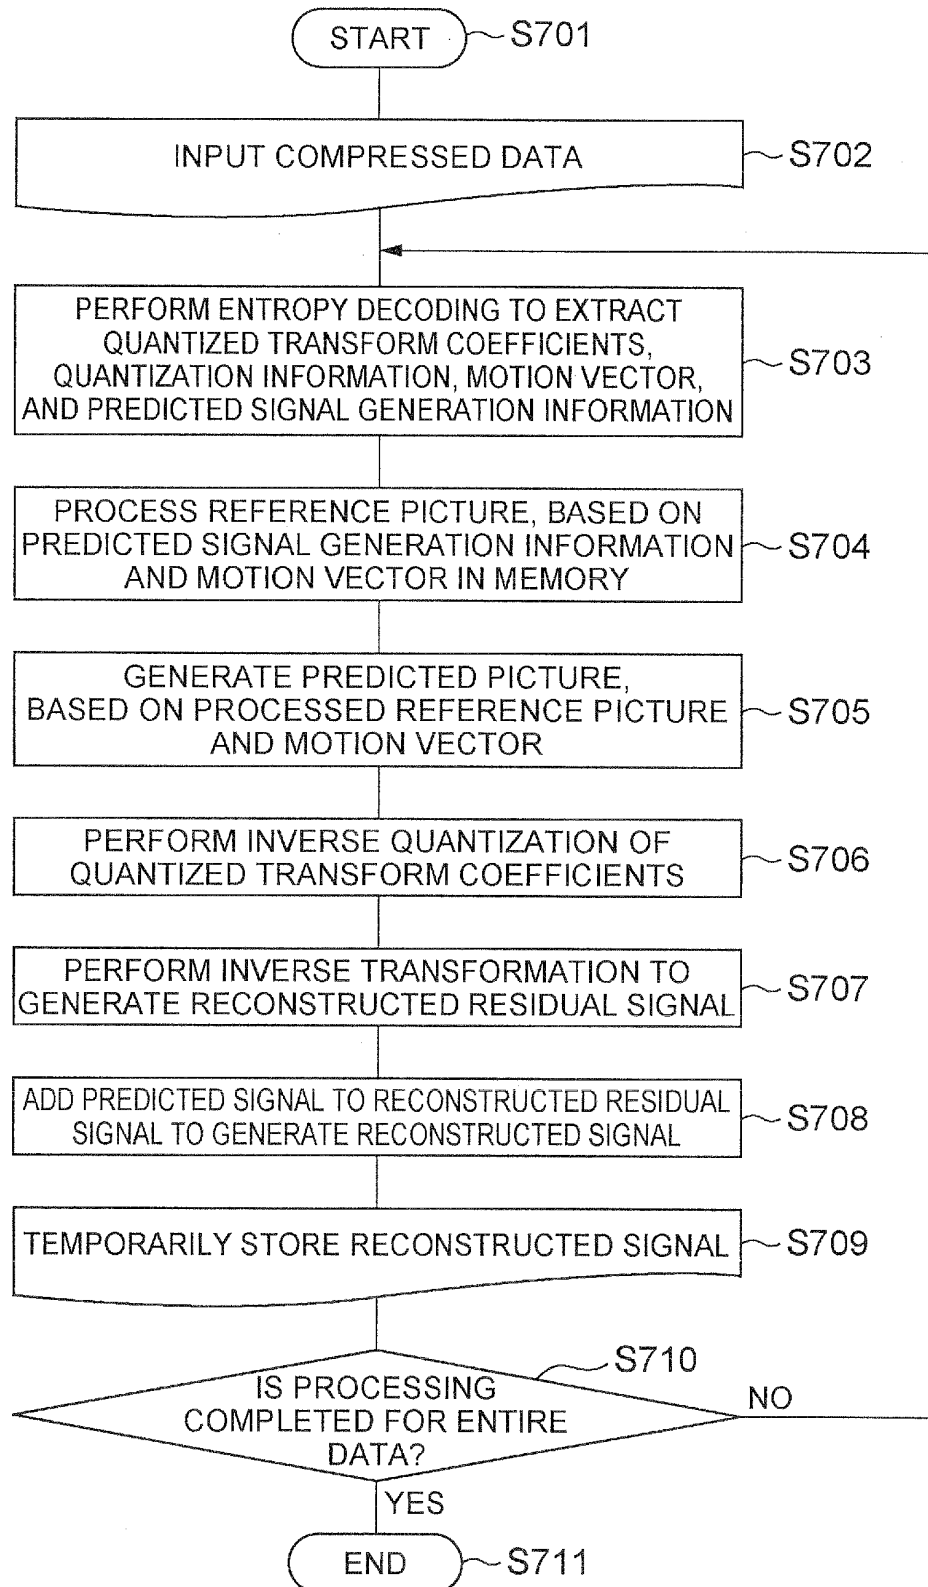 START
S701
INPUT COMPRESSED DATA
S702
PERFORM ENTROPY DECODING TO EXTRACT
QUANTIZED TRANSFORM COEFFICIENTS,
QUANTIZATION INFORMATION, MOTION VECTOR,
AND PREDICTED SIGNAL GENERATION INFORMATION
S703
PROCESS REFERENCE PICTURE, BASED ON
PREDICTED SIGNAL GENERATION INFORMATION
AND MOTION VECTOR IN MEMORY
S704
GENERATE PREDICTED PICTURE,
BASED ON PROCESSED REFERENCE PICTURE
AND MOTION VECTOR
S705
PERFORM INVERSE QUANTIZATION OF
QUANTIZED TRANSFORM COEFFICIENTS
S706
PERFORM INVERSE TRANSFORMATION TO
GENERATE RECONSTRUCTED RESIDUAL SIGNAL
S707
ADD PREDICTED SIGNAL TO RECONSTRUCTED RESIDUAL
SIGNAL TO GENERATE RECONSTRUCTED SIGNAL
S708
TEMPORARILY STORE RECONSTRUCTED SIGNAL
S709
S710
IS PROCESSING
COMPLETED FOR ENTIRE
DATA?
NO
YES
END
S711